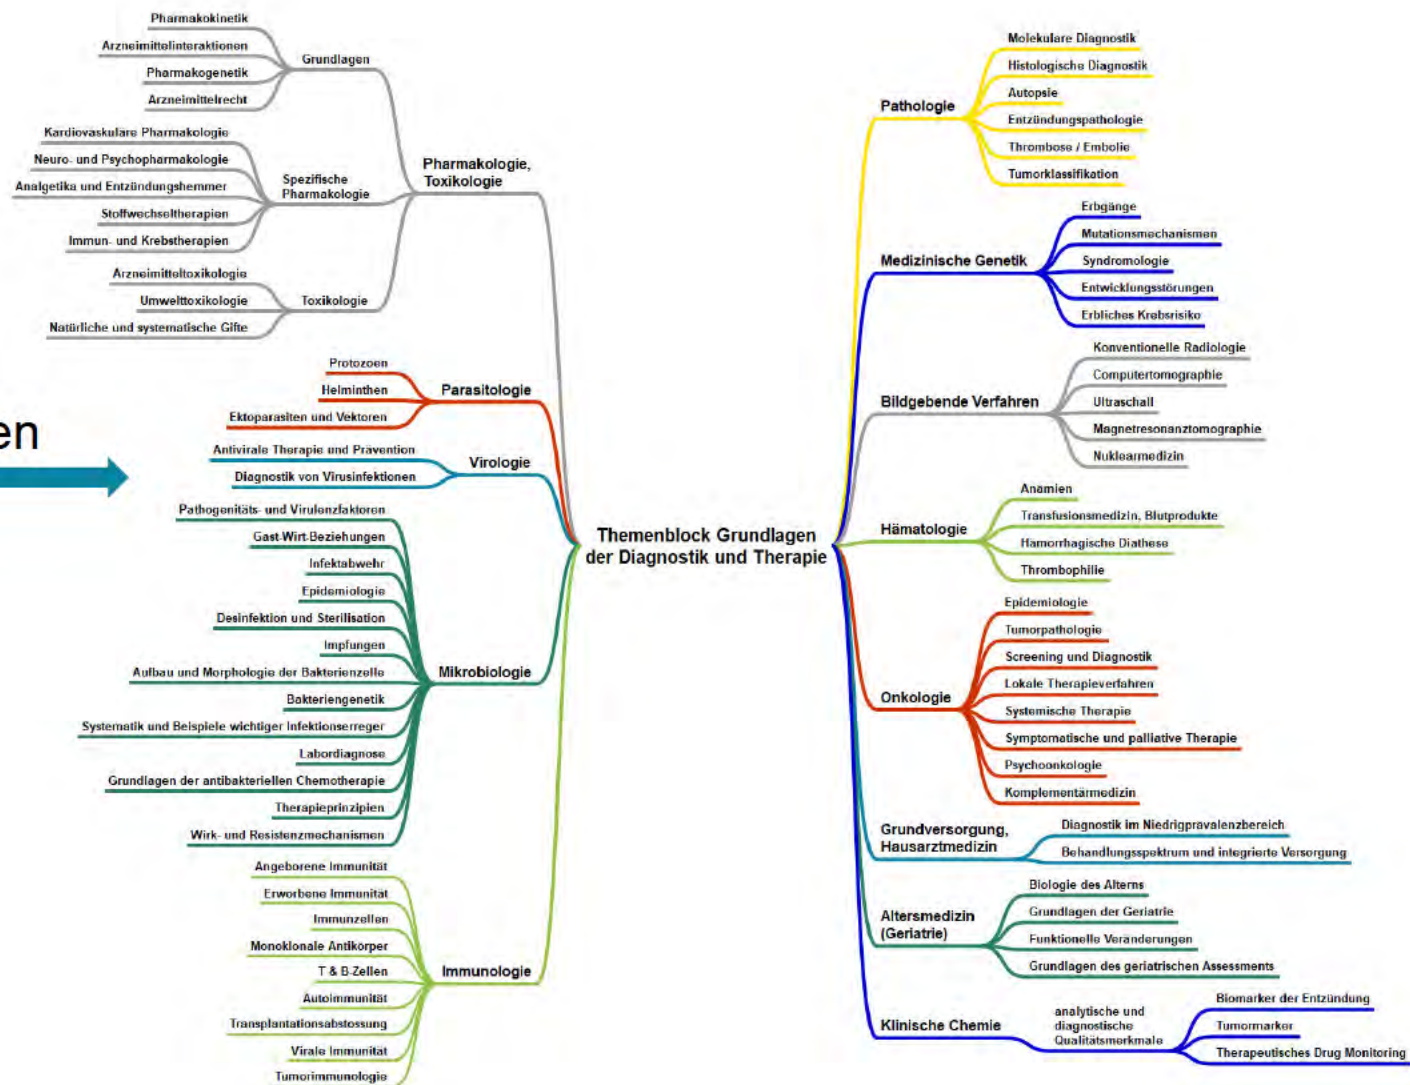 Pharmakokinetik
Arzneimittelinteraktionen
Pharmakogenetik
Arzneimittelrecht
Grundlagen
Kardiovaskulare Pharmakologie
Neuro- und Psychopharmakologie
Analgetika und Entzündungshemmer
Stoffwechseltherapien
Immun- und Krebstherapien
Spezifische
Pharmakologie
Arzneimitteltoxikologie
Umwelttoxikologie
Natürliche und systematische Gifte
Toxikologie
Pharmakologie,
Toxikologie
Protozoen
Helminthen
Ektoparasiten und Vektoren
Parasitologie
en
Antivirale Therapie und Prävention
Diagnostik von Virusinfektionen
Virologie
Pathogenitäts- und Virulenzfaktoren
Gast-Wirt-Beziehungen
Infektabwehr
Epidemiologie
Desinfektion und Sterilisation
Impfungen
Aufbau und Morphologie der Bakterienzelle
Bakteriengenetik
Systematik und Beispiele wichtiger Infektionserreger
Labordiagnose
Grundlagen der antibakteriellen Chemotherapie
Therapieprinzipien
Wirk- und Resistenzmechanismen
Mikrobiologie
Angeborene Immunität
Erworbene Immunität
Immunzellen
Monoklonale Antikörper
T & B-Zellen
Autoimmunität
Transplantationsabstossung
Virale Immunität
Tumorimmunologie
Immunologie
Themenblock Grundlagen
der Diagnostik und Therapie
Pathologie
Molekulare Diagnostik
Histologische Diagnostik
Autopsie
Entzündungspathologie
Thrombose / Embolie
Tumorklassifikation
Medizinische Genetik
Erbgänge
Mutationsmechanismen
Syndromologie
Entwicklungsstörungen
Erbliches Krebsrisiko
Bildgebende Verfahren
Konventionelle Radiologie
Computertomographie
Ultraschall
Magnetresonanztomographie
Nuklearmedizin
Hämatologie
Anämien
Transfusionsmedizin, Blutprodukte
Hämorrhagische Diathese
Thrombophilie
Onkologie
Epidemiologie
Tumorpathologie
Screening und Diagnostik
Lokale Therapieverfahren
Systemische Therapie
Symptomatische und palliative Therapie
Psychoonkologie
Komplementärmedizin
Grundversorgung,
Hausarztmedizin
Diagnostik im Niedrigprävalenzbereich
Behandlungsspektrum und integrierte Versorgung
Altersmedizin
(Geriatrie)
Biologie des Alterns
Grundlagen der Geriatrie
Funktionelle Veränderungen
Grundlagen des geriatrischen Assessments
Klinische Chemie
analytische und
diagnostische
Qualitätsmerkmale
Biomarker der Entzündung
Tumormarker
Therapeutisches Drug Monitoring